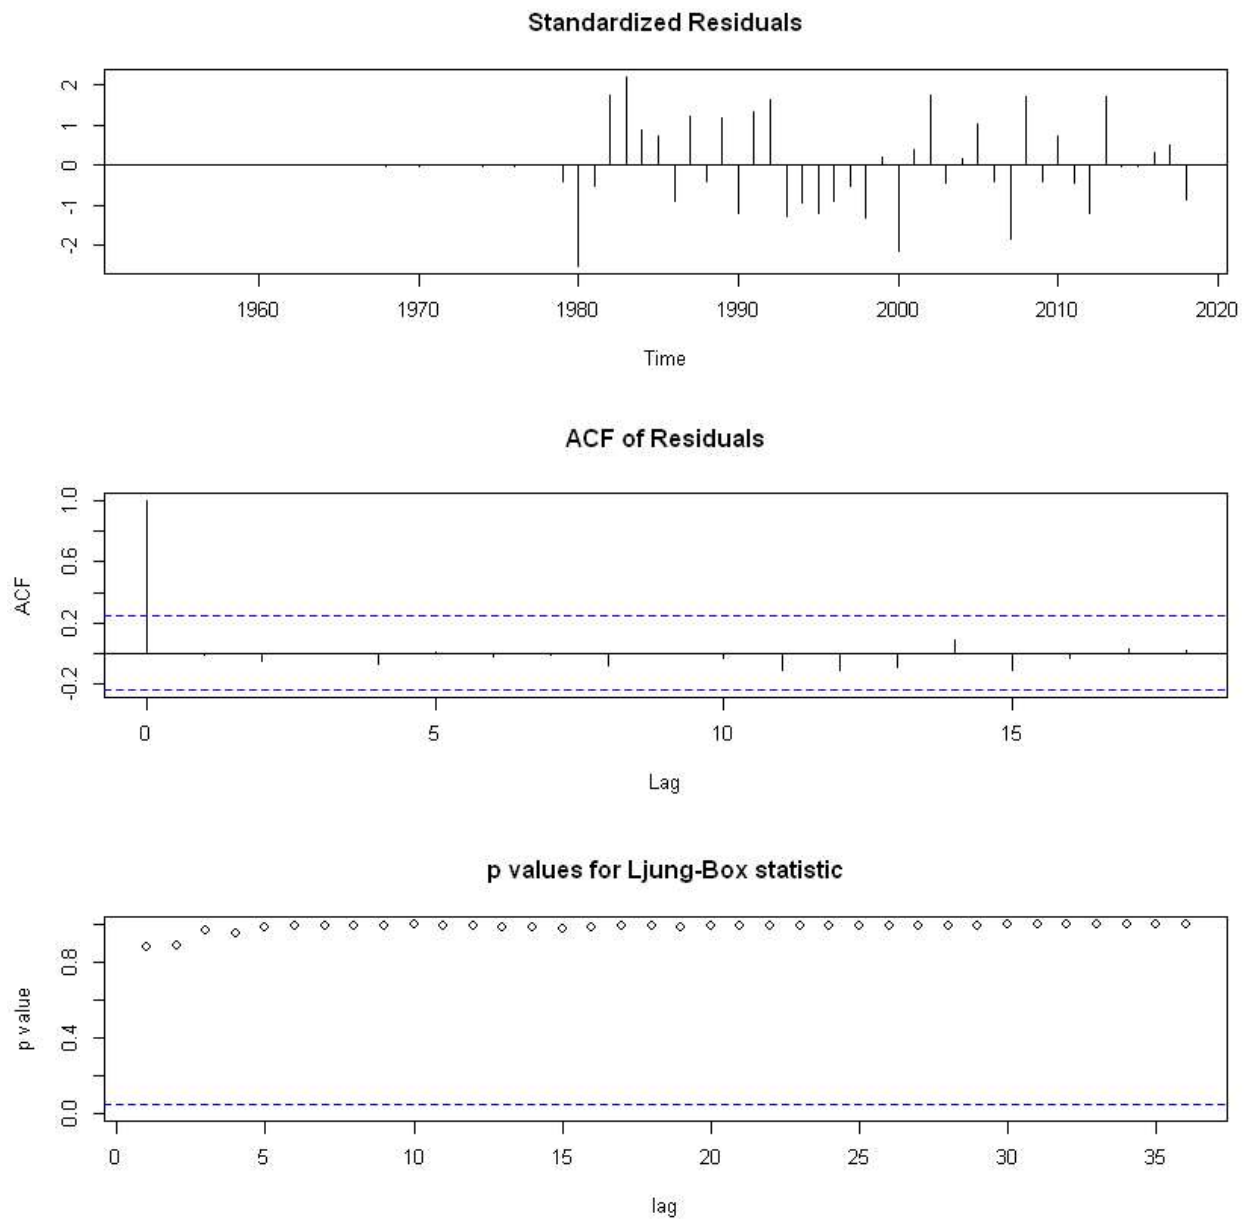 Standardized Residuals
2
1
0
-1
-2
1960 1970 1980 1990 2000 2010 2020
Time
ACF of Residuals
1.0
0.6
0.2
-0.2
ACF
0 5 10 15
Lag
p values for Ljung-Box statistic
0.8
0.4
0.0
p value
0 5 10 15 20 25 30 35
lag